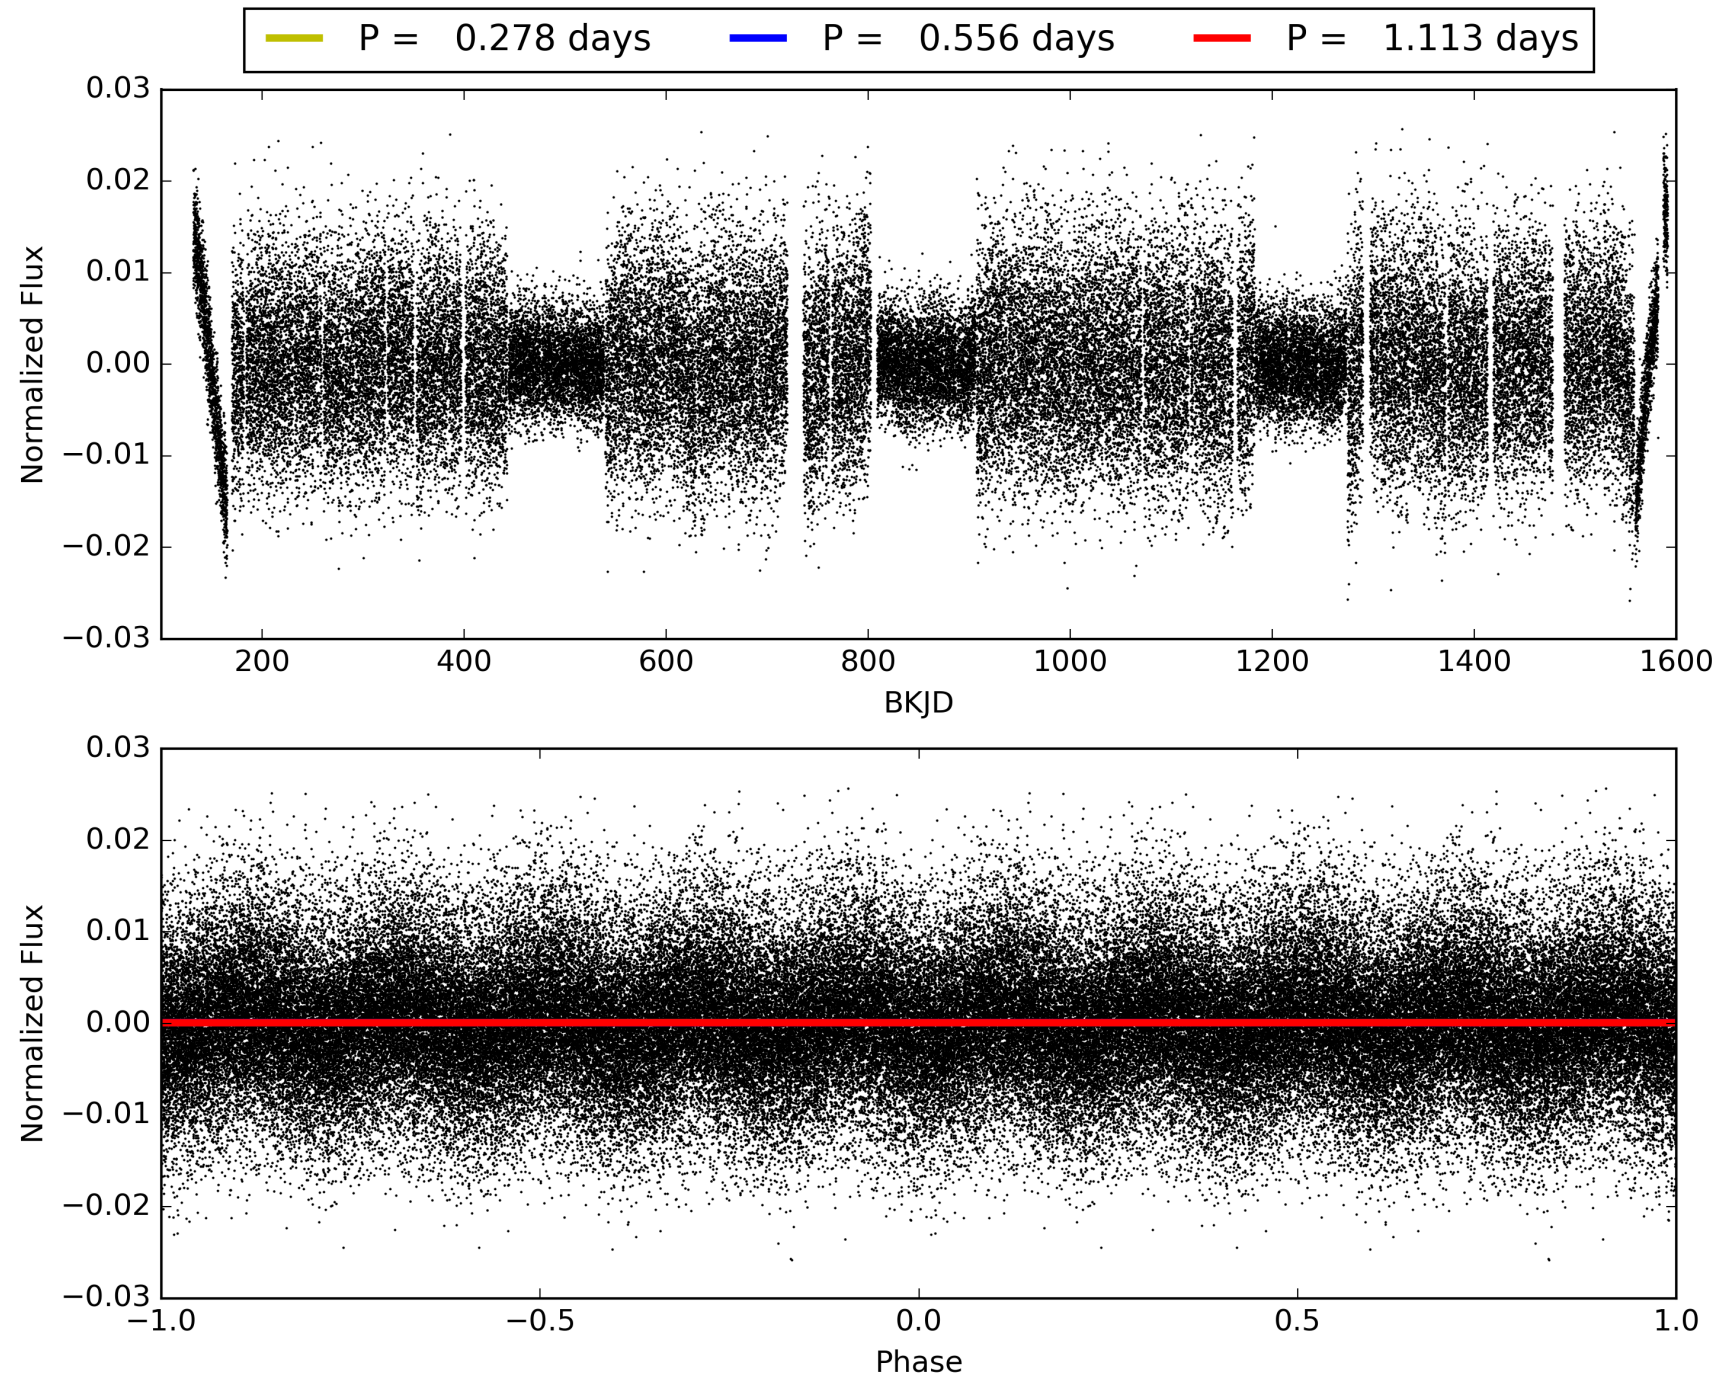 P = 0.278 days P = 0.556 days P = 1.113 days
0.03
0.02
0.01
0.00
−0.01
−0.02
−0.03
Normalized Flux
200 400 600 800 1000 1200 1400 1600
BKJD
0.03
0.02
0.01
0.00
−0.01
−0.02
−0.03
Normalized Flux
−1.0 −0.5 0.0 0.5 1.0
Phase